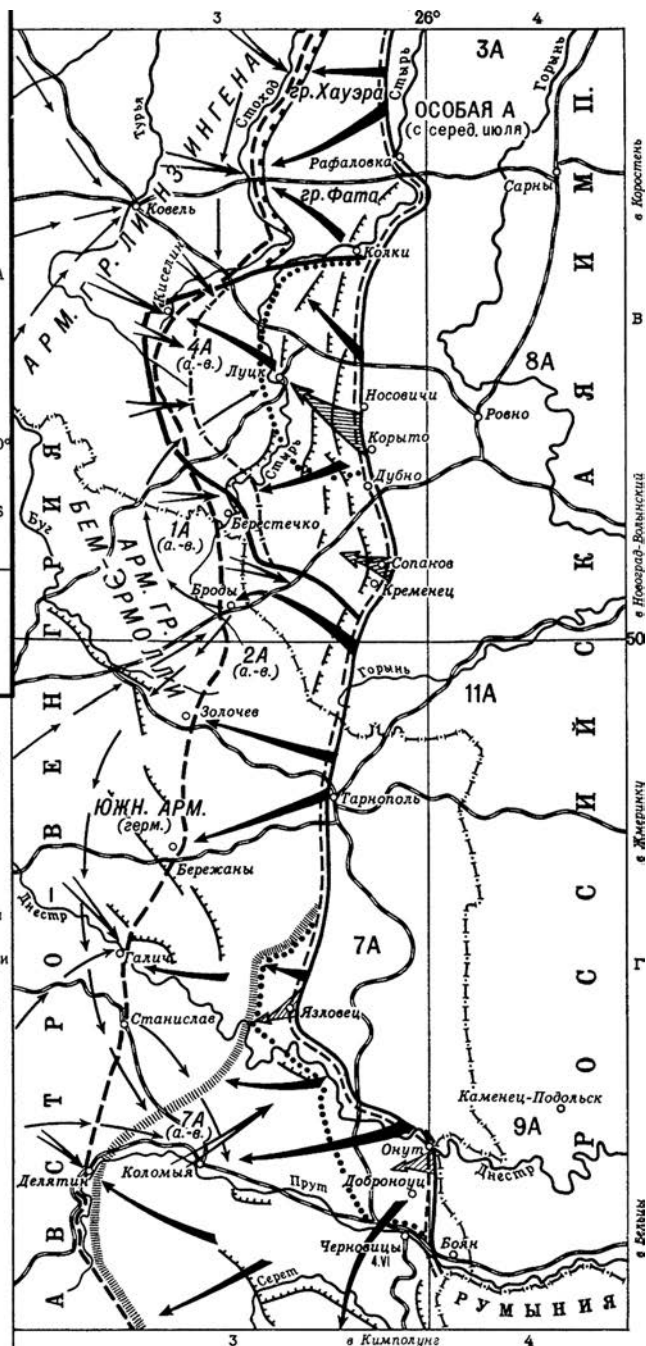 3
26°
4
3А
Горынь
гр. Хауэра
Стырь
Стоход
Турья
ОСОБАЯ А
(с серед. июля)
Рафаловка
Сарны
в Коростень
гр. Фата
Ковель
АРМ. ГР. ЛИНЗИНГЕНА
Колки
Киселин
4А
(а.-в.)
Луцк
8А
В
Носовичи
Ровно
Корыто
Стырь
Дубно
Буг
1А
(а.-в.)
Берестечко
АРМ. ГР.
БЕМ-ЭРМОЛЛИ
Сопанов
Кременец
Броды
в Новоград-Волынский
50
2А
(а.-в.)
Горынь
11А
Золочев
Тарнополь
ЮЖН. АРМ.
(герм.)
Бережаны
в Жмеринку
Днестр
Галич
7А
Г
Станислав
Язловец
Каменец-Подольск
9А
7А
(а.-в.)
Онут
Днестр
Делятин
Коломыя
Прут
Доброноуц
Черновицы
4.VI
Боян
в Бельцы
Серет
РУМЫНИЯ
АВСТРО-ВЕНГРИЯ
РОССИЙСКАЯ ИМП.
3
в Кимполунг
4